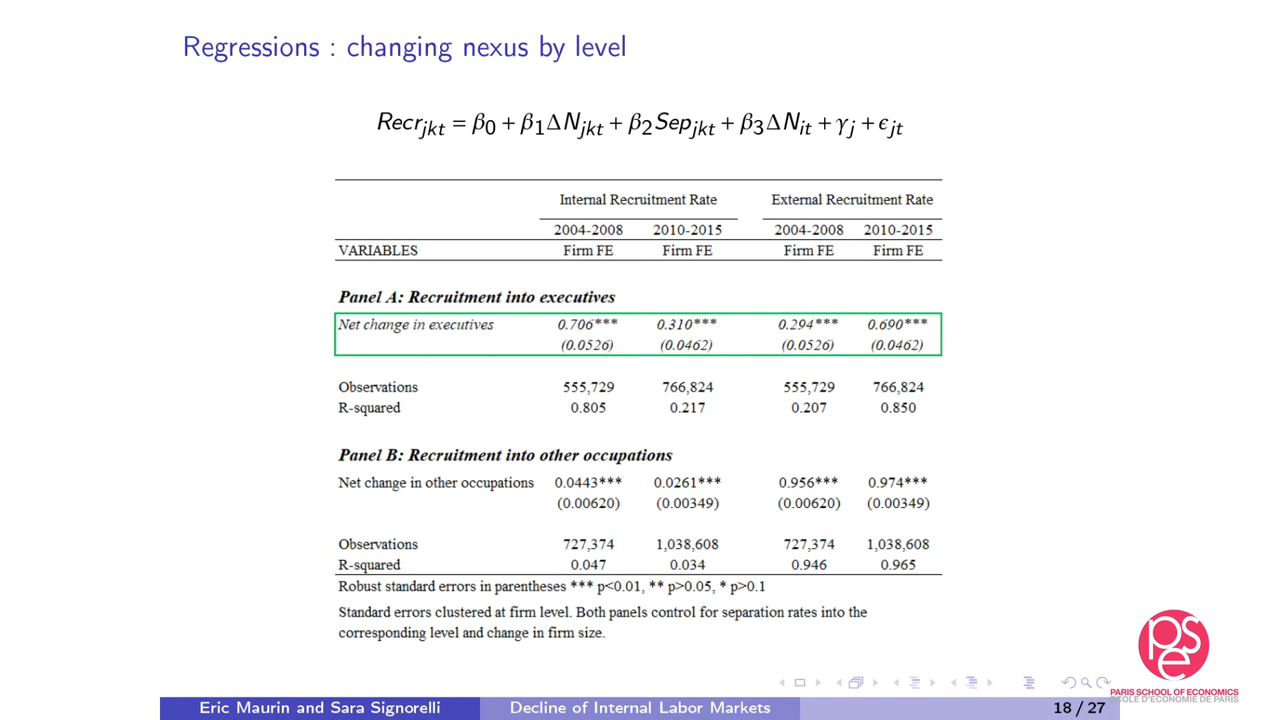 Regressions : changing nexus by level
Recr_jkt = β0 + β1ΔN_jkt + β2Sep_jkt + β3ΔN_it + γ_j + ϵ_jt
Internal Recruitment Rate External Recruitment Rate
2004-2008 2010-2015 2004-2008 2010-2015
VARIABLES Firm FE Firm FE Firm FE Firm FE
Panel A: Recruitment into executives
Net change in executives 0.706*** 0.310*** 0.294*** 0.690***
(0.0526) (0.0462) (0.0526) (0.0462)
Observations 555,729 766,824 555,729 766,824
R-squared 0.805 0.217 0.207 0.850
Panel B: Recruitment into other occupations
Net change in other occupations 0.0443*** 0.0261*** 0.956*** 0.974***
(0.00620) (0.00349) (0.00620) (0.00349)
Observations 727,374 1,038,608 727,374 1,038,608
R-squared 0.047 0.034 0.946 0.965
Robust standard errors in parentheses *** p<0.01, ** p>0.05, * p>0.1
Standard errors clustered at firm level. Both panels control for separation rates into the
corresponding level and change in firm size.
pse
PARIS SCHOOL OF ECONOMICS
ÉCOLE D'ÉCONOMIE DE PARIS
Eric Maurin and Sara Signorelli Decline of Internal Labor Markets 18 / 27